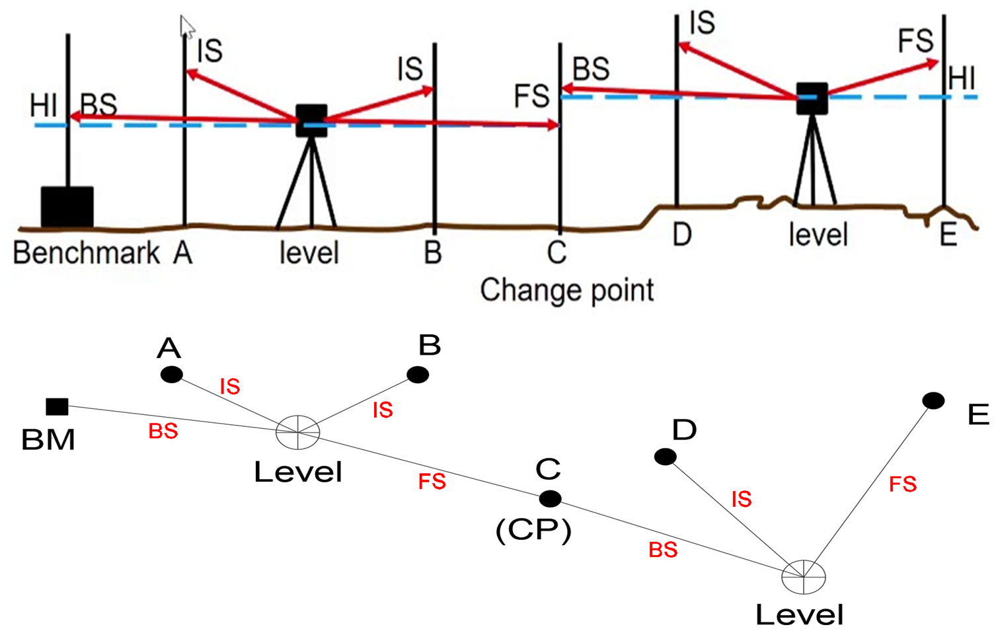 IS
FS
IS
BS
HI
IS
FS
HI
BS
Benchmark
A
level
B
C
D
level
E
Change point
A
B
IS
IS
BM
BS
Level
FS
C
(CP)
D
E
IS
FS
BS
Level